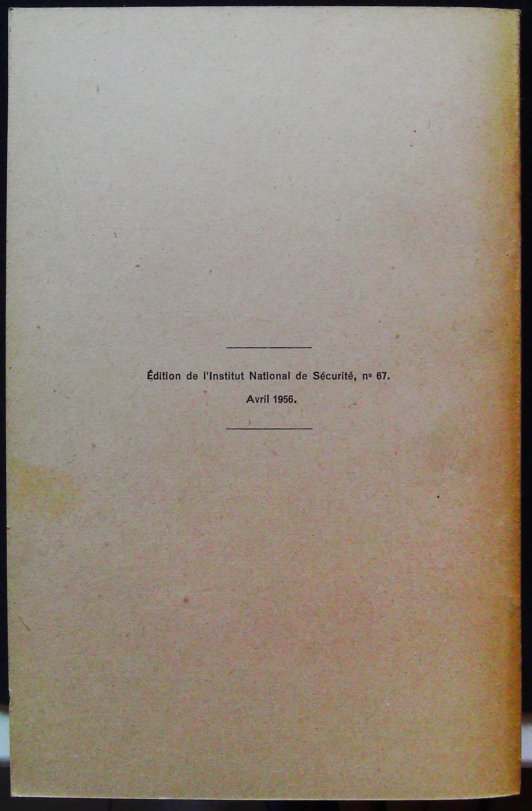 Édition de l'Institut National de Sécurité, nº 67.
Avril 1956.